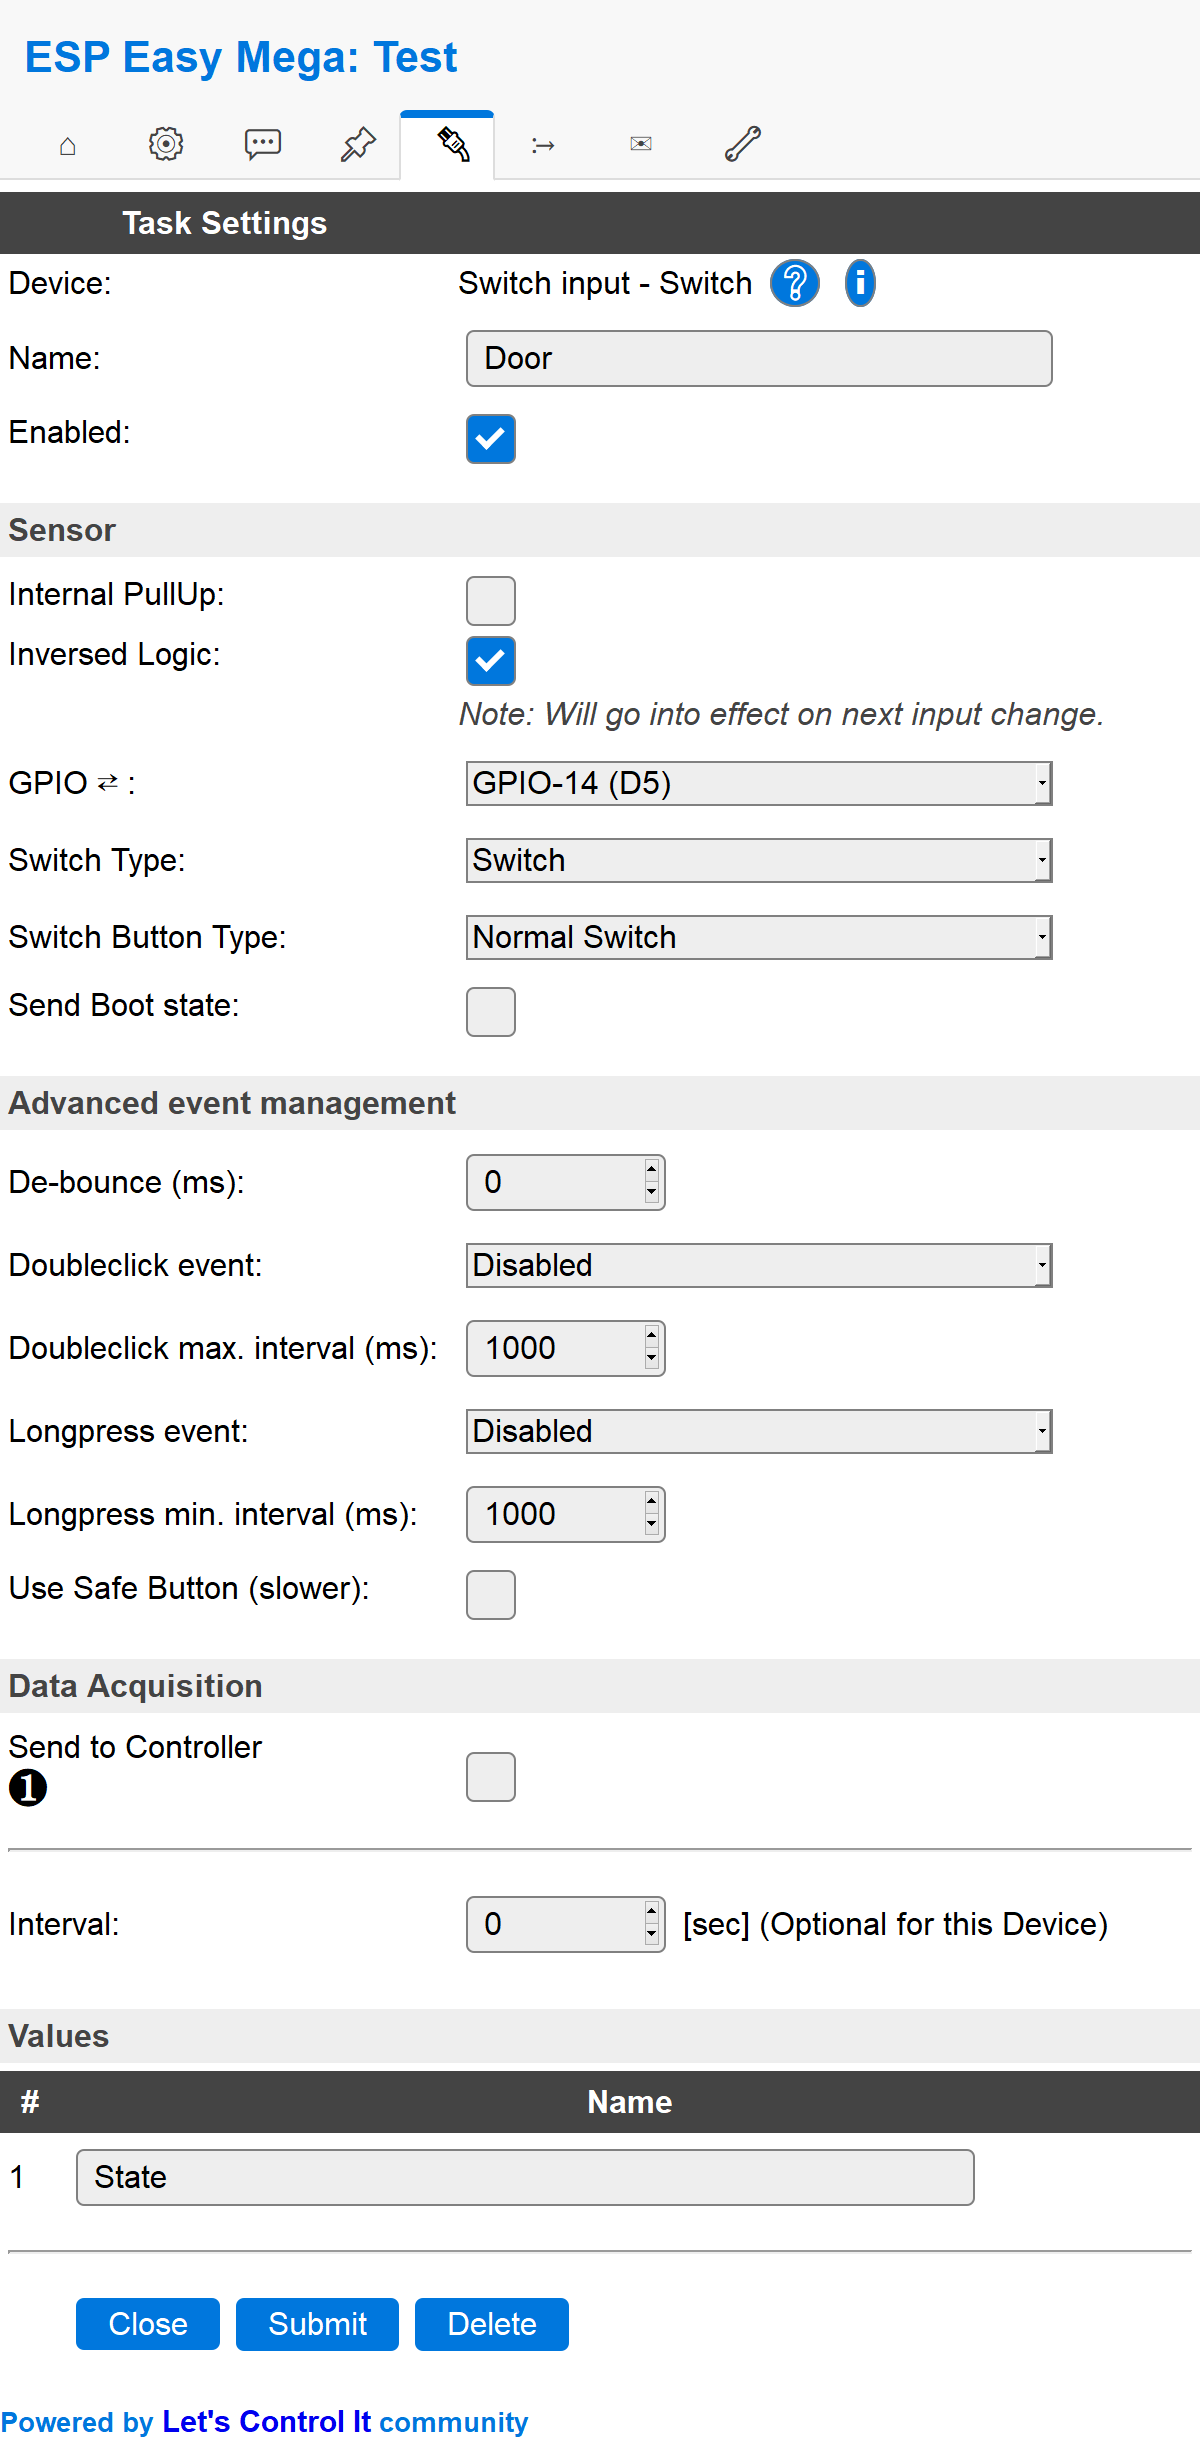 ESP Easy Mega: Test
Task Settings
Device: Switch input - Switch ? i
Name: Door
Enabled:
Sensor
Internal PullUp:
Inversed Logic:
Note: Will go into effect on next input change.
GPIO ⇄ : GPIO-14 (D5)
Switch Type: Switch
Switch Button Type: Normal Switch
Send Boot state:
Advanced event management
De-bounce (ms): 0
Doubleclick event: Disabled
Doubleclick max. interval (ms): 1000
Longpress event: Disabled
Longpress min. interval (ms): 1000
Use Safe Button (slower):
Data Acquisition
Send to Controller
❶
Interval: 0 [sec] (Optional for this Device)
Values
# Name
1 State
Close Submit Delete
Powered by Let's Control It community